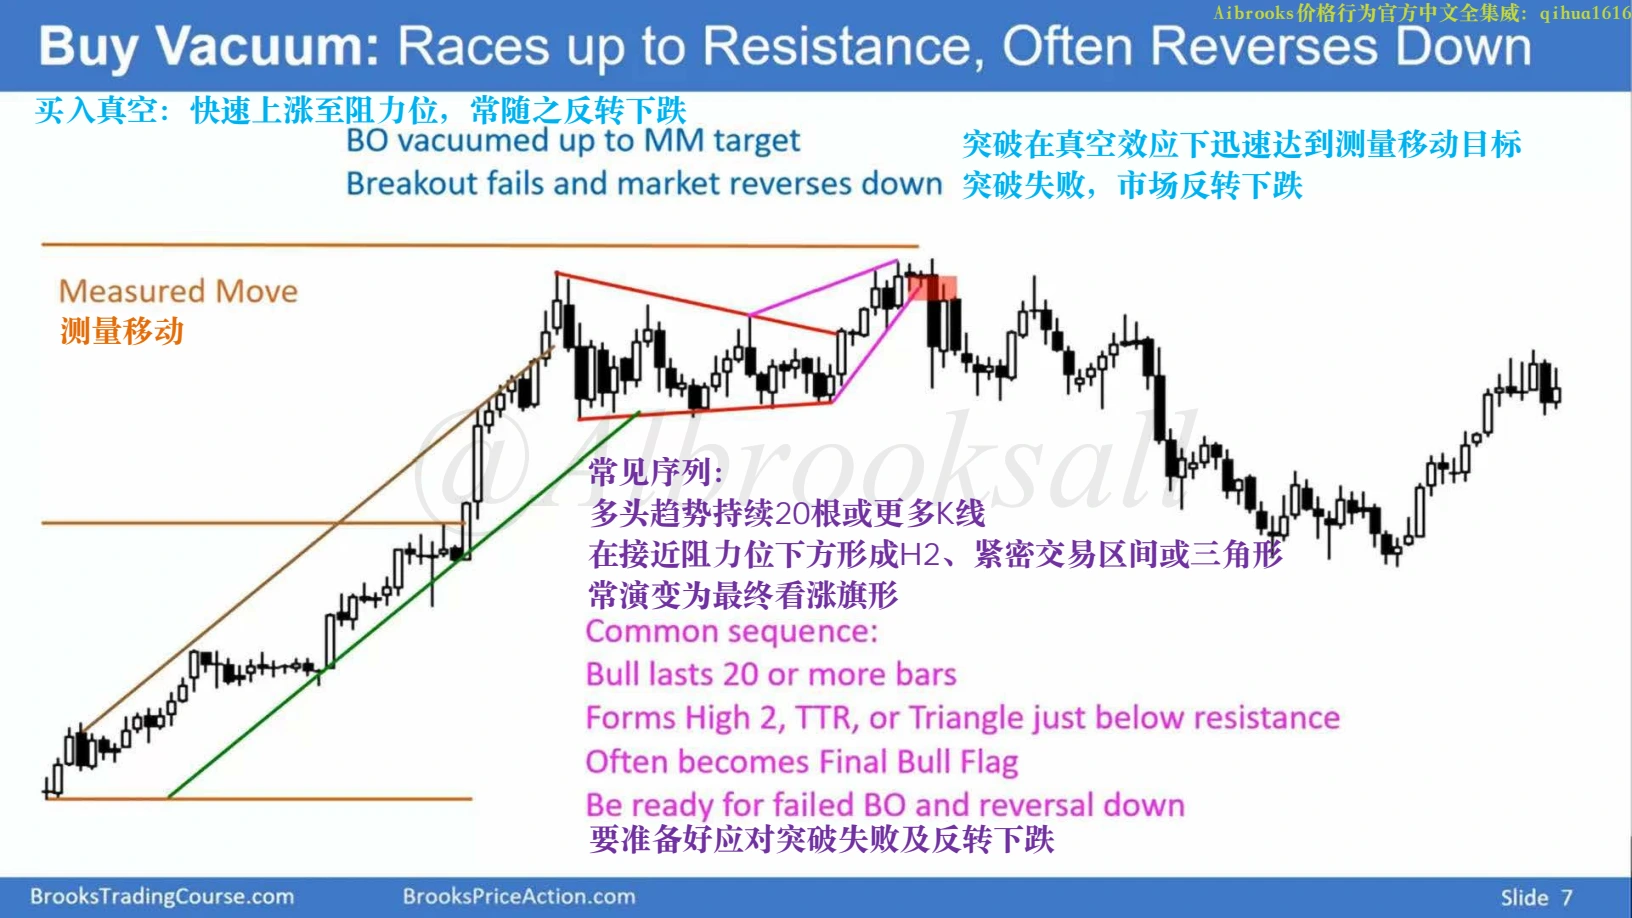 Aibrooks价格行为官方中文全集威：qihua1616
Buy Vacuum: Races up to Resistance, Often Reverses Down
买入真空：快速上涨至阻力位，常随之反转下跌
BO vacuumed up to MM target
Breakout fails and market reverses down
突破在真空效应下迅速达到测量移动目标
突破失败，市场反转下跌
Measured Move
测量移动
@Albrooksall
常见序列：
多头趋势持续20根或更多K线
在接近阻力位下方形成H2、紧密交易区间或三角形
常演变为最终看涨旗形
Common sequence:
Bull lasts 20 or more bars
Forms High 2, TTR, or Triangle just below resistance
Often becomes Final Bull Flag
Be ready for failed BO and reversal down
要准备好应对突破失败及反转下跌
BrooksTradingCourse.com
BrooksPriceAction.com
Slide 7